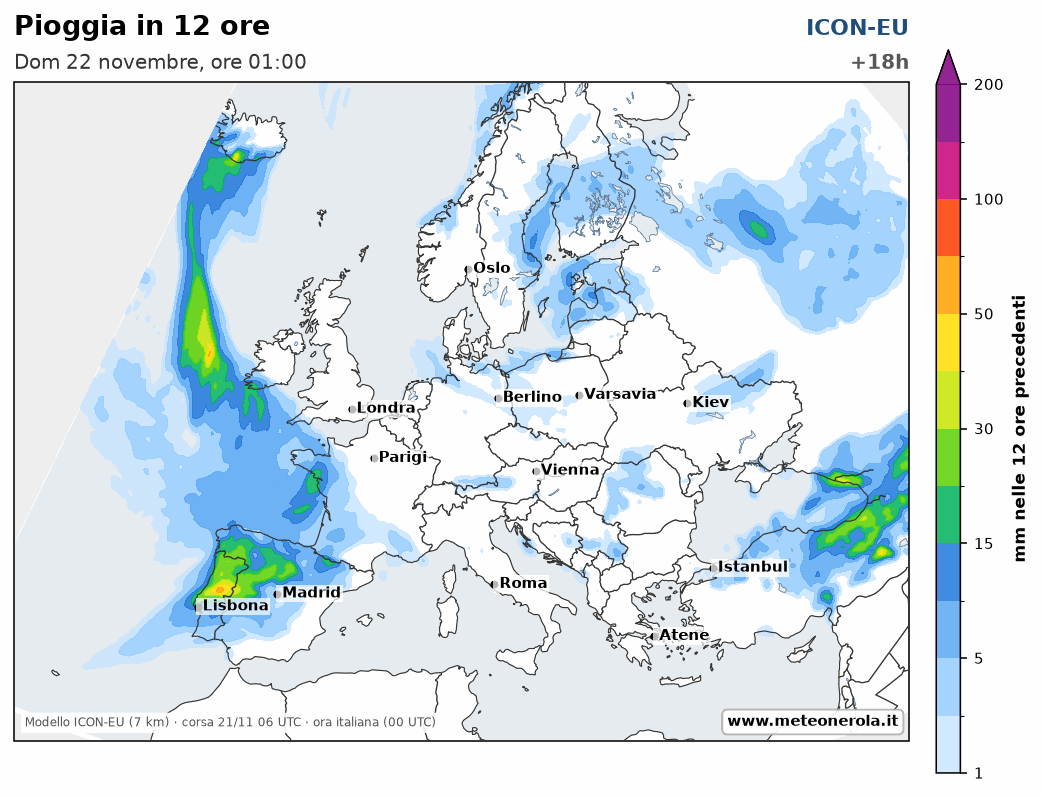 Pioggia in 12 ore
ICON-EU
Dom 22 novembre, ore 01:00
+18h
200
100
50
30
15
5
1
mm nelle 12 ore precedenti
Oslo
Londra
Berlino
Varsavia
Kiev
Parigi
Vienna
Istanbul
Roma
Madrid
Lisbona
Atene
Modello ICON-EU (7 km) · corsa 21/11 06 UTC · ora italiana (00 UTC)
www.meteonerola.it